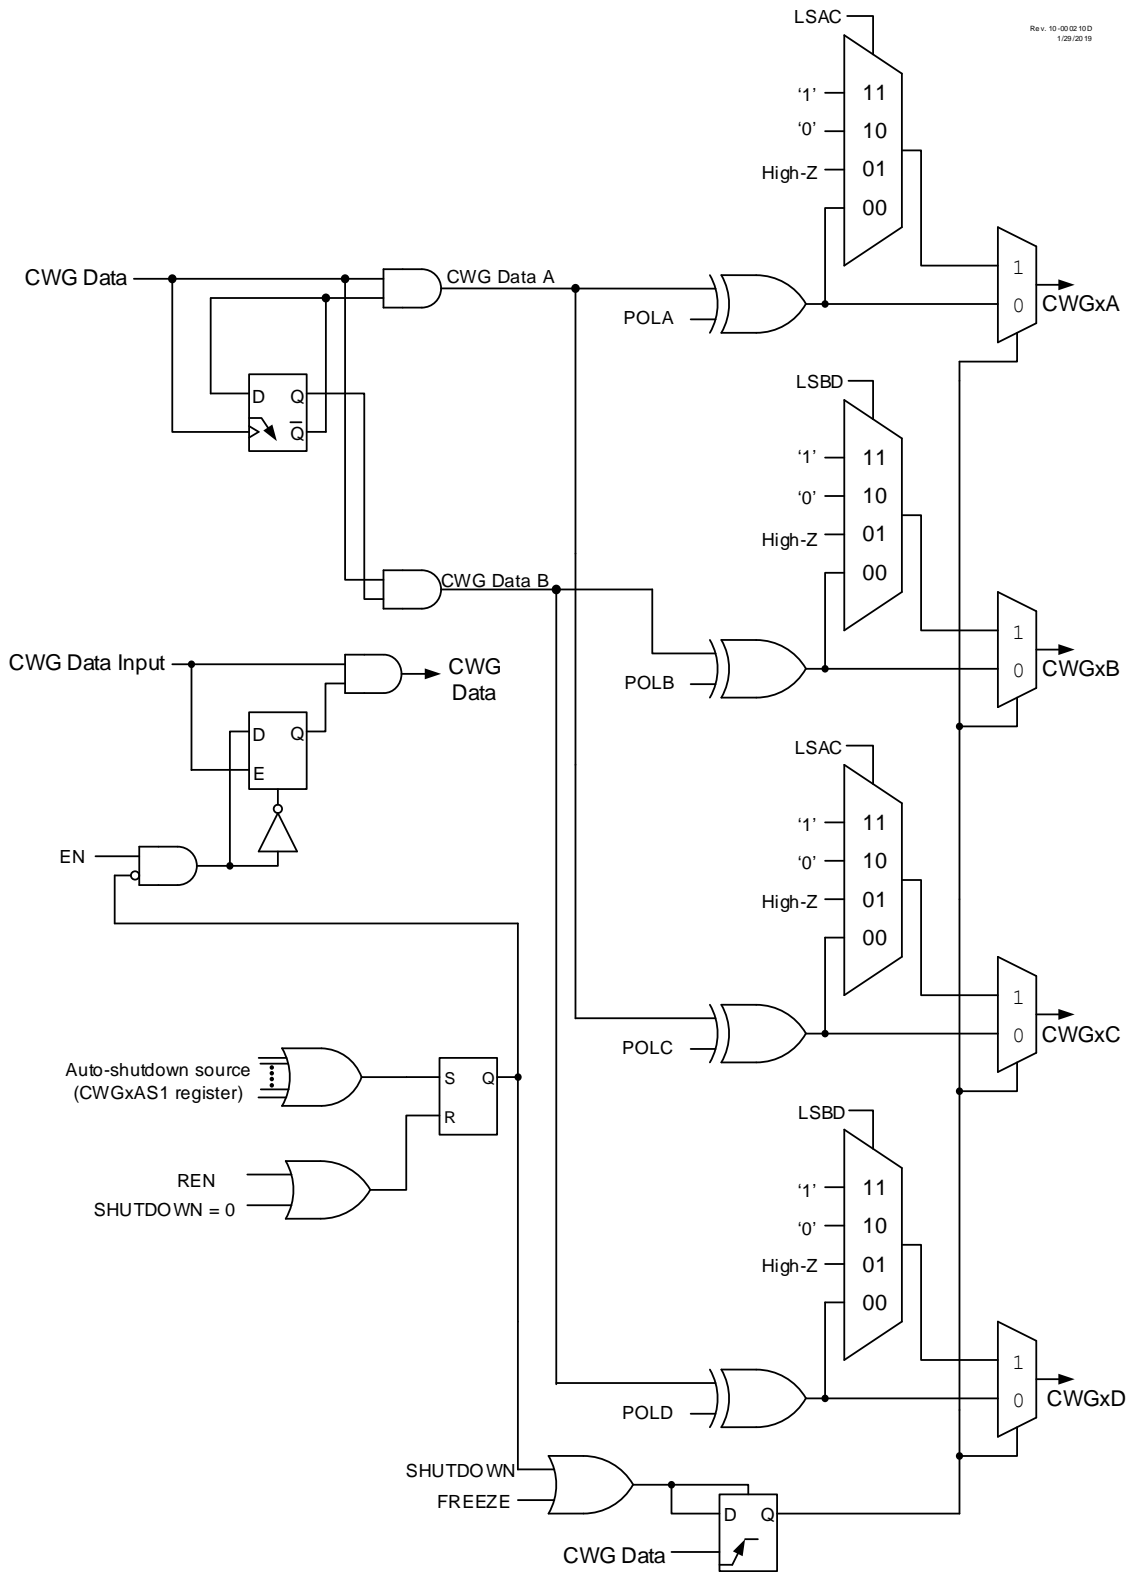 LSAC
Rev. 10-000210D
1/29/2019
'1'
11
'0'
10
High-Z
01
00
CWG Data
CWG Data A
POLA
1
0
CWGxA
D
Q
Q
LSBD
'1'
11
'0'
10
High-Z
01
00
CWG Data B
POLB
1
0
CWGxB
CWG Data Input
CWG
Data
D
Q
E
EN
LSAC
'1'
11
'0'
10
High-Z
01
00
POLC
1
0
CWGxC
Auto-shutdown source
(CWGxAS1 register)
S
Q
R
REN
SHUTDOWN = 0
LSBD
'1'
11
'0'
10
High-Z
01
00
POLD
1
0
CWGxD
SHUTDOWN
FREEZE
D
Q
CWG Data